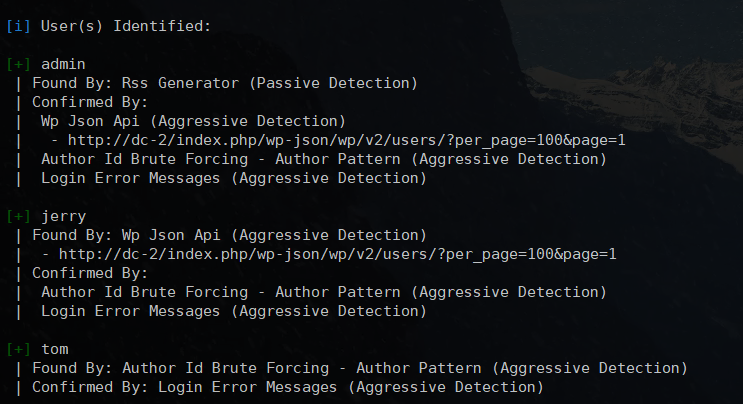 [i] User(s) Identified:
[+] admin
| Found By: Rss Generator (Passive Detection)
| Confirmed By:
|  Wp Json Api (Aggressive Detection)
|   - http://dc-2/index.php/wp-json/wp/v2/users/?per_page=100&page=1
|  Author Id Brute Forcing - Author Pattern (Aggressive Detection)
|  Login Error Messages (Aggressive Detection)
[+] jerry
| Found By: Wp Json Api (Aggressive Detection)
|  - http://dc-2/index.php/wp-json/wp/v2/users/?per_page=100&page=1
| Confirmed By:
|  Author Id Brute Forcing - Author Pattern (Aggressive Detection)
|  Login Error Messages (Aggressive Detection)
[+] tom
| Found By: Author Id Brute Forcing - Author Pattern (Aggressive Detection)
| Confirmed By: Login Error Messages (Aggressive Detection)